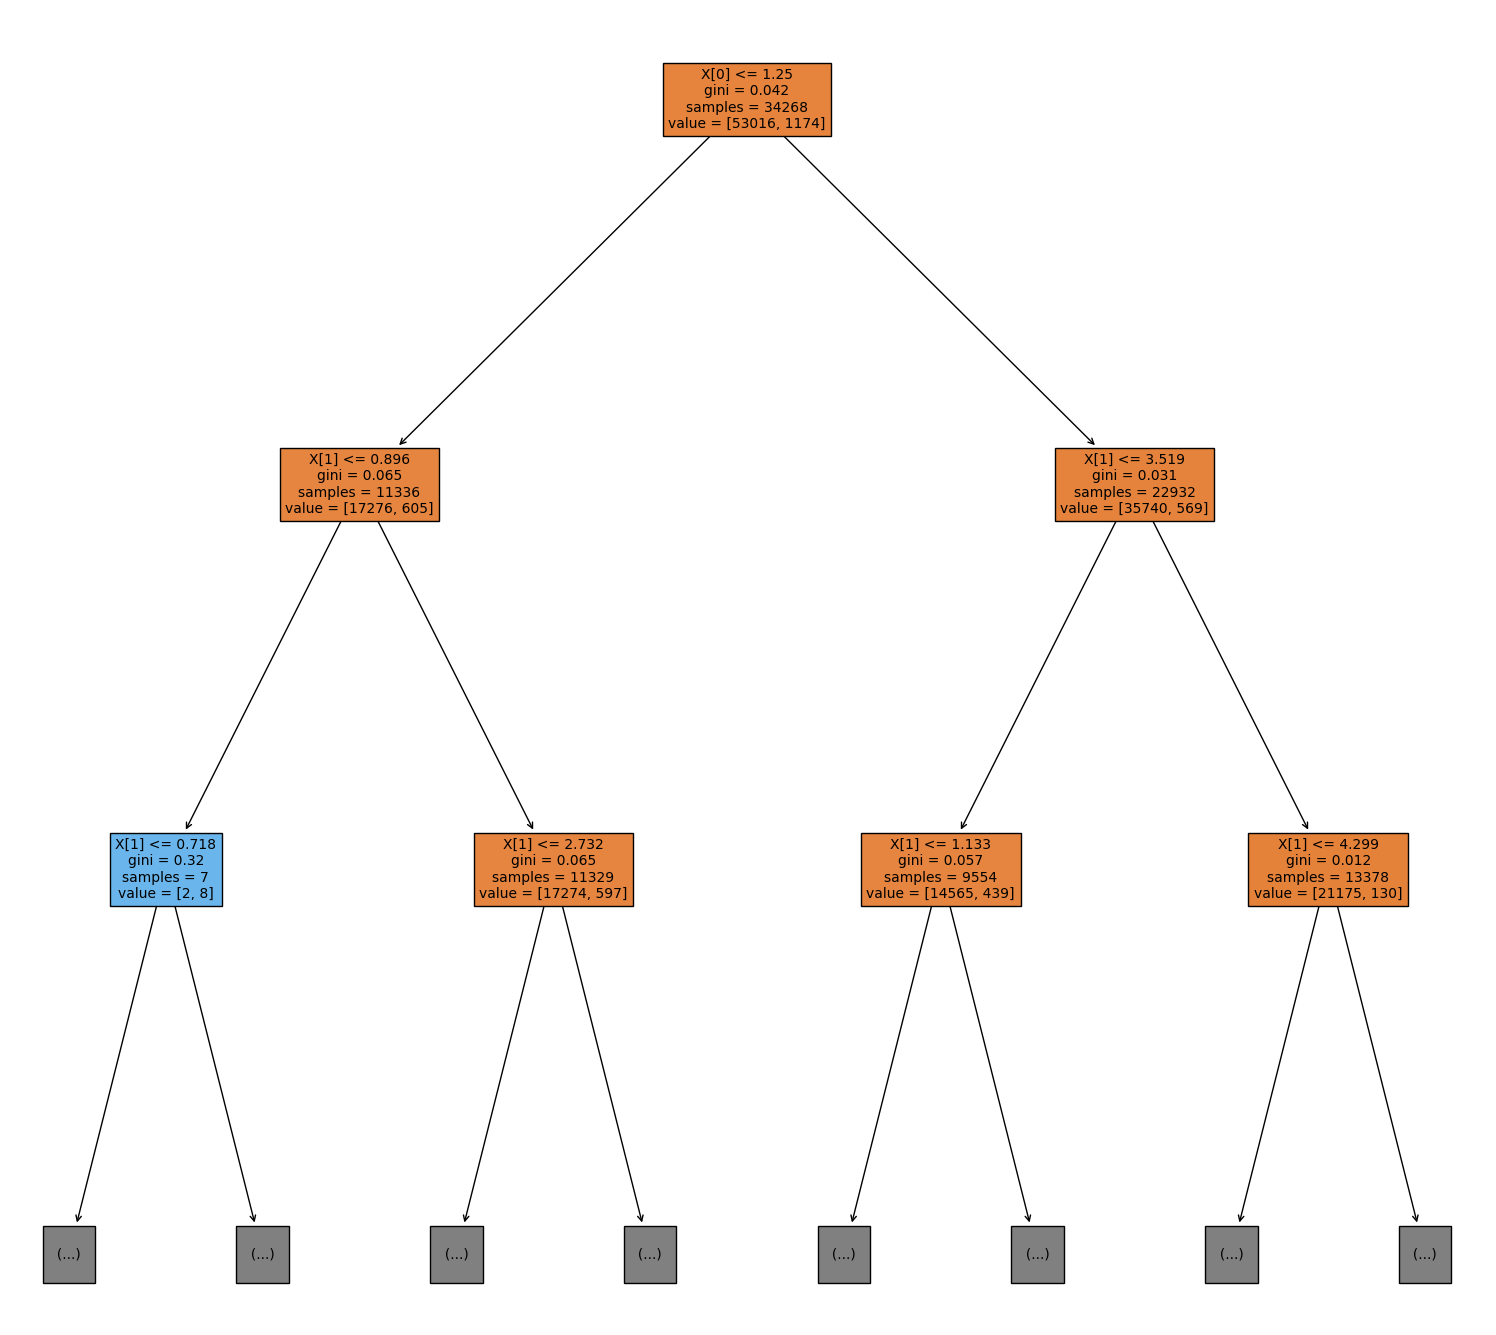 X[0] <= 1.25
gini = 0.042
samples = 34268
value = [53016, 1174]
X[1] <= 0.896
gini = 0.065
samples = 11336
value = [17276, 605]
X[1] <= 3.519
gini = 0.031
samples = 22932
value = [35740, 569]
X[1] <= 0.718
gini = 0.32
samples = 7
value = [2, 8]
X[1] <= 2.732
gini = 0.065
samples = 11329
value = [17274, 597]
X[1] <= 1.133
gini = 0.057
samples = 9554
value = [14565, 439]
X[1] <= 4.299
gini = 0.012
samples = 13378
value = [21175, 130]
(...)
(...)
(...)
(...)
(...)
(...)
(...)
(...)